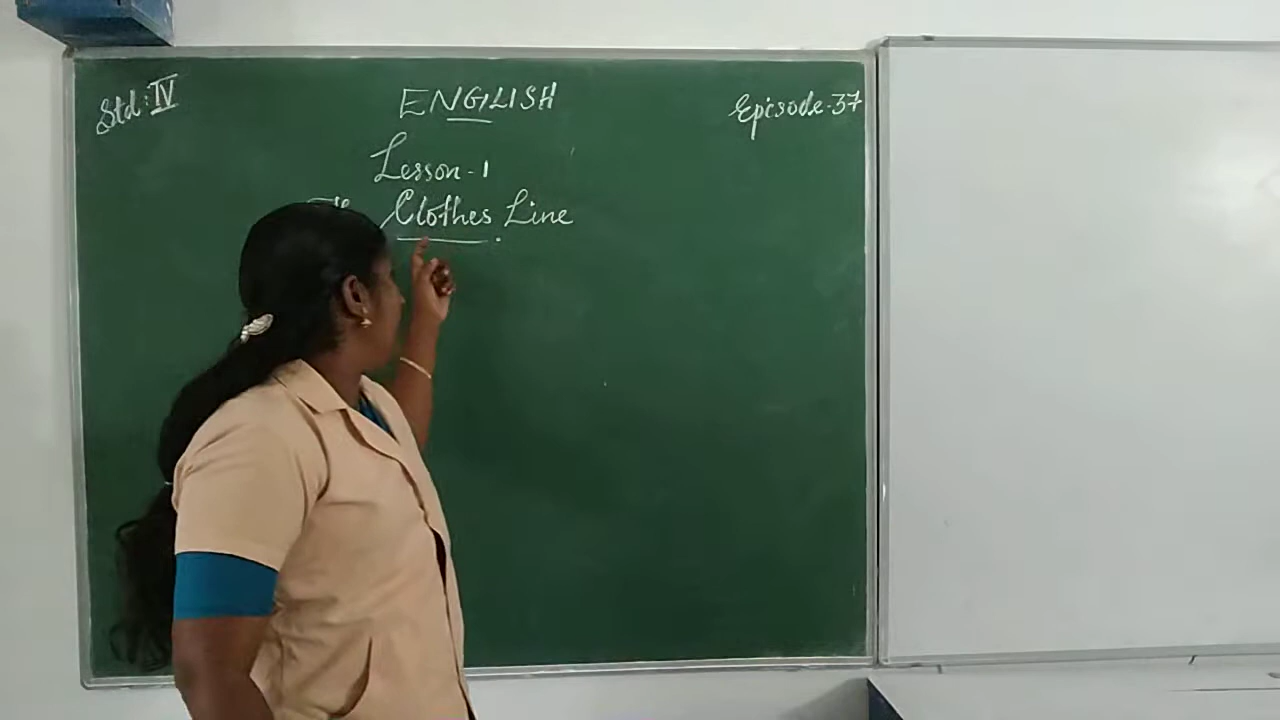 Std: IV
ENGLISH
Episode-37
Lesson-1
Clothes Line